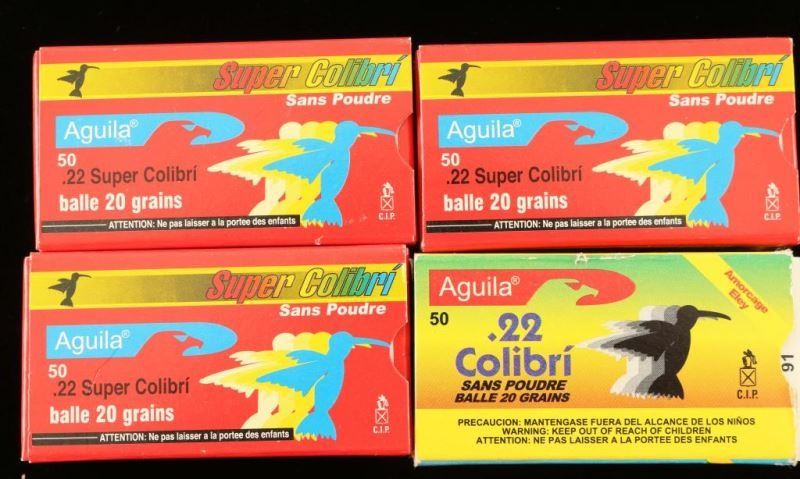 Super Colibrí
Sans Poudre
Aguila®
50
.22 Super Colibrí
balle 20 grains
C.I.P.
ATTENTION: Ne pas laisser a la portee des enfants
Super Colibrí
Sans Poudre
Aguila®
50
.22 Super Colibrí
balle 20 grains
C.I.P.
ATTENTION: Ne pas laisser a la portee des enfants
Super Colibrí
Sans Poudre
Aguila®
50
.22 Super Colibrí
balle 20 grains
C.I.P.
ATTENTION: Ne pas laisser a la portee des enfants
Aguila®
Amorcage
Eley
50
.22
Colibrí
SANS POUDRE
BALLE 20 GRAINS
C.I.P.
91
PRECAUCION: MANTENGASE FUERA DEL ALCANCE DE LOS NIÑOS
WARNING: KEEP OUT OF REACH OF CHILDREN
ATTENTION: NE PAS LAISSER A LA PORTEE DES ENFANTS